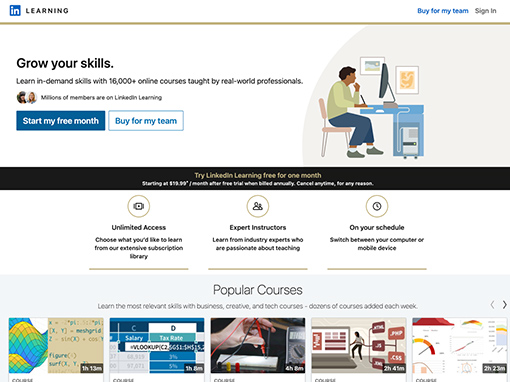 in LEARNING
Buy for my team Sign In
Grow your skills.
Learn in-demand skills with 16,000+ online courses taught by real-world professionals.
Millions of members are on LinkedIn Learning
Start my free month
Buy for my team
Try LinkedIn Learning free for one month
Starting at $19.99* / month after free trial when billed annually. Cancel anytime, for any reason.
Unlimited Access
Choose what you'd like to learn
from our extensive subscription
library
Expert Instructors
Learn from industry experts who
are passionate about teaching
On your schedule
Switch between your computer or
mobile device
Popular Courses
Learn the most relevant skills with business, creative, and tech courses - dozens of courses added each week.
1h 13m
C D
Salary Tax Rate
1h 8m
4h 8m
HTML
PHP
JS
CSS
2h 41m
2h 23m
COURSE
COURSE
COURSE
COURSE
COURSE